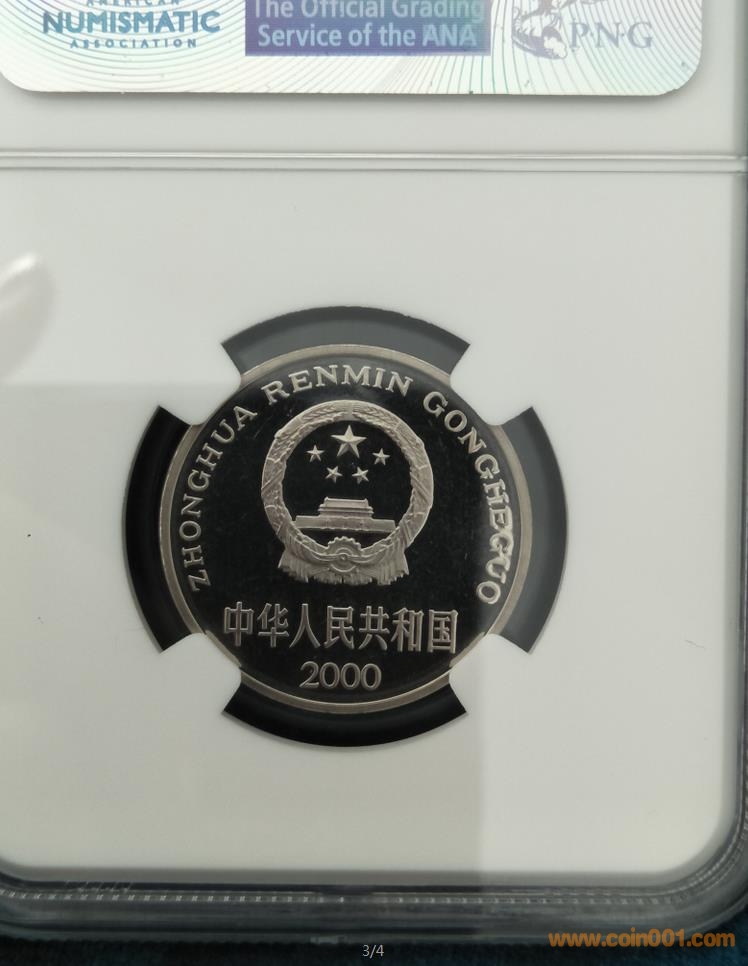 AMERICAN
NUMISMATIC
ASSOCIATION
The Official Grading
Service of the ANA
PNG
ZHONGHUA RENMIN GONGHEGUO
中华人民共和国
2000
3/4
www.coin001.com